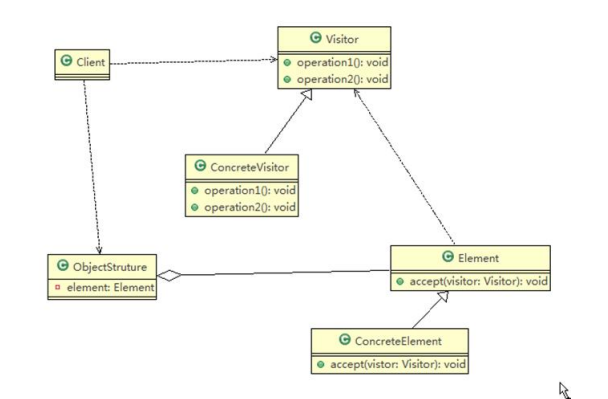 Visitor
operation1(): void
operation2(): void
Client
ConcreteVisitor
operation1(): void
operation2(): void
ObjectStruture
element: Element
Element
accept(visitor: Visitor): void
ConcreteElement
accept(vistor: Visitor): void